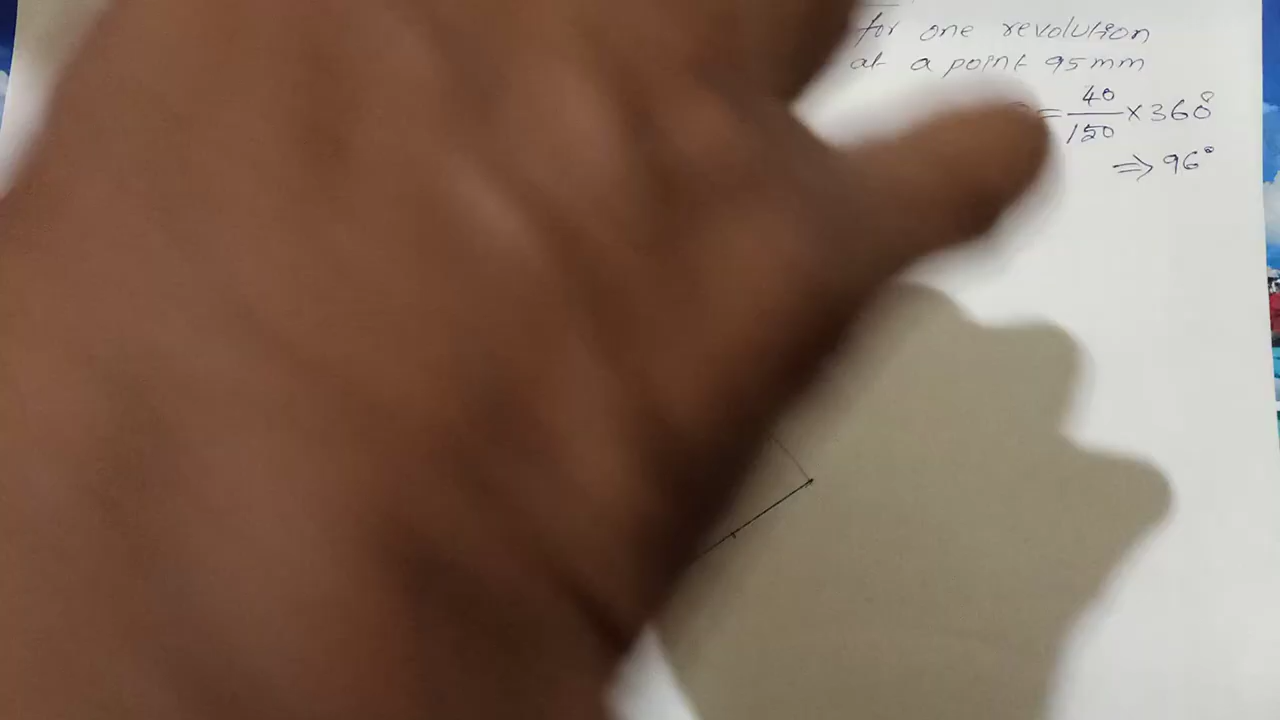 for one revolution
at a point 95mm
= 40/150 × 360°
⇒ 96°